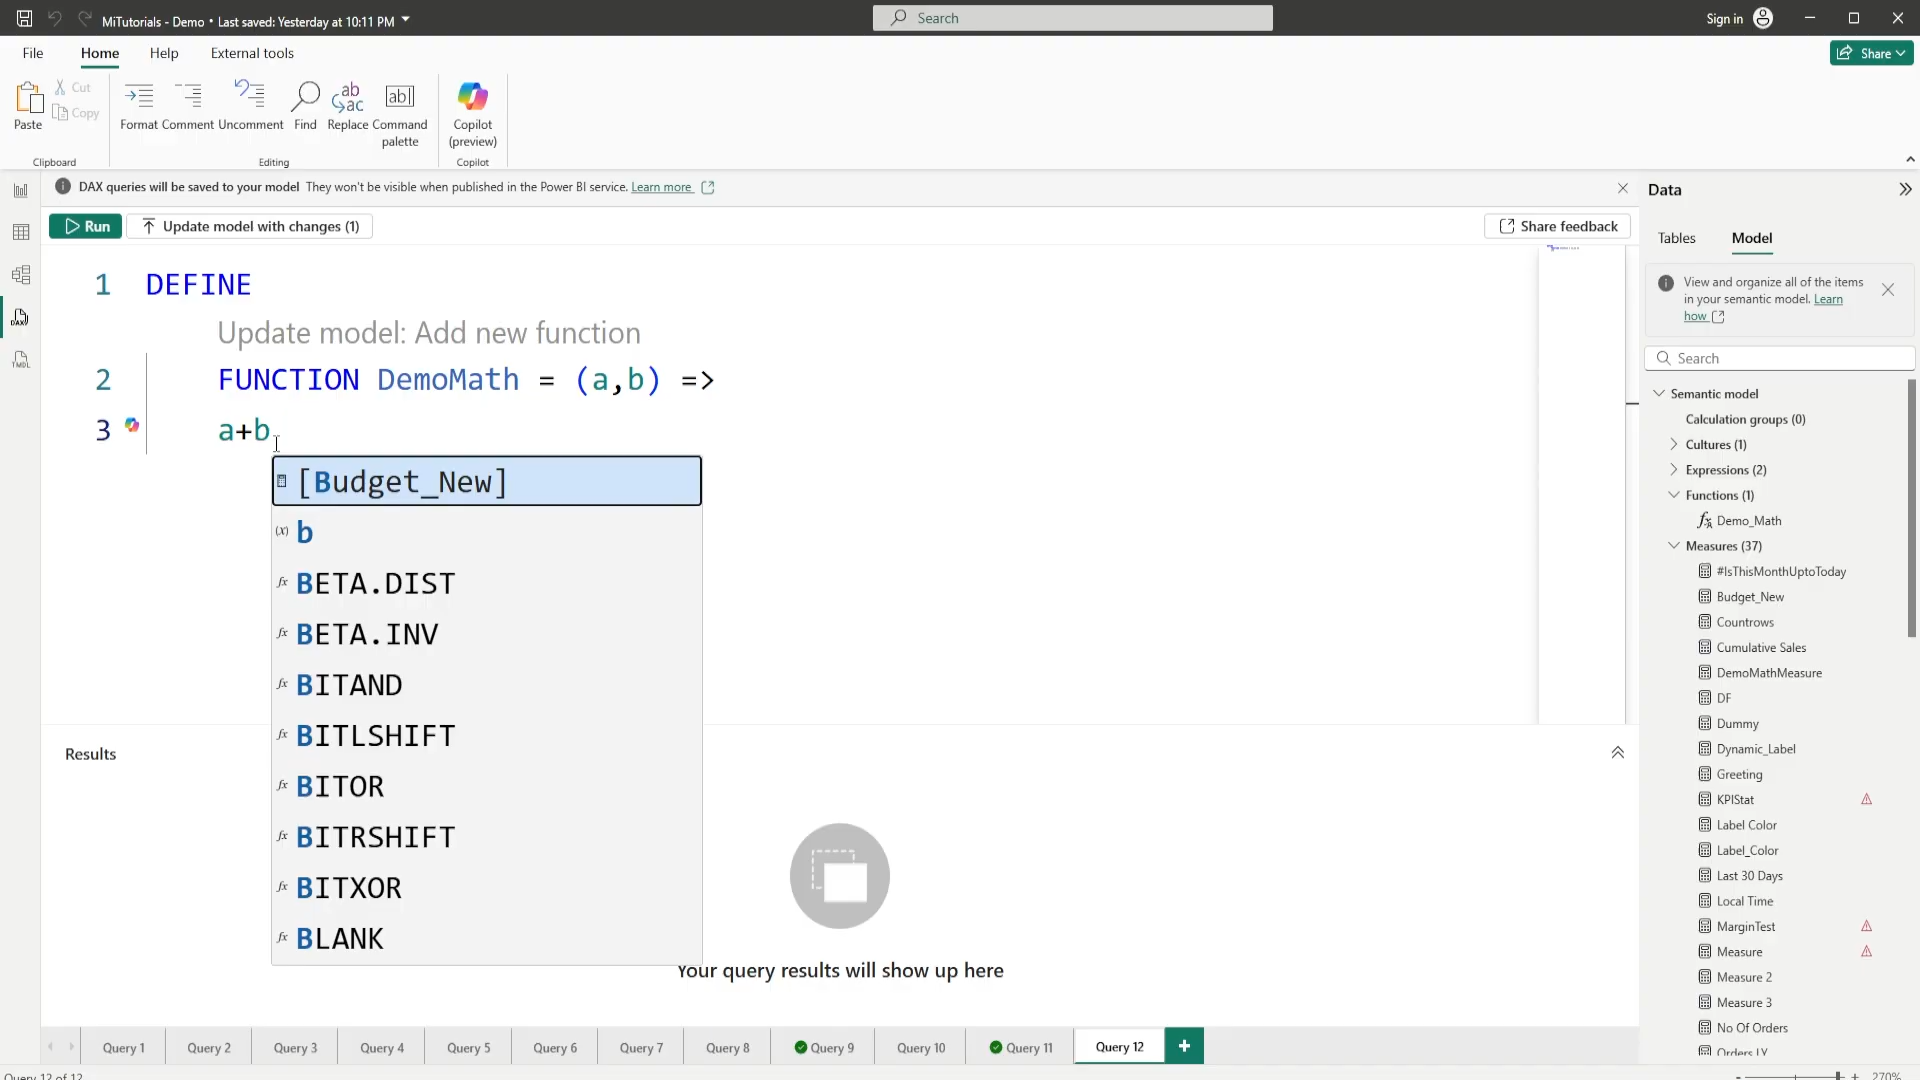 MiTutorials - Demo • Last saved: Yesterday at 10:11 PM
Search
Sign in
File
Home
Help
External tools
Share
Paste
Cut
Copy
Format
Comment
Uncomment
Find
Replace
Command palette
Copilot (preview)
Clipboard
Editing
Copilot
DAX queries will be saved to your model They won't be visible when published in the Power BI service. Learn more
Run
Update model with changes (1)
Share feedback
1 DEFINE
Update model: Add new function
2 FUNCTION DemoMath = (a,b) =>
3 a+b
[Budget_New]
b
BETA.DIST
BETA.INV
BITAND
BITLSHIFT
BITOR
BITRSHIFT
BITXOR
BLANK
Results
Your query results will show up here
Query 1
Query 2
Query 3
Query 4
Query 5
Query 6
Query 7
Query 8
Query 9
Query 10
Query 11
Query 12
+
Query 12 of 12
270%
DAX
TMDL
Data
Tables
Model
View and organize all of the items
in your semantic model. Learn
how
Search
Semantic model
Calculation groups (0)
Cultures (1)
Expressions (2)
Functions (1)
Demo_Math
Measures (37)
#IsThisMonthUptoToday
Budget_New
Countrows
Cumulative Sales
DemoMathMeasure
DF
Dummy
Dynamic_Label
Greeting
KPIStat
Label Color
Label_Color
Last 30 Days
Local Time
MarginTest
Measure
Measure 2
Measure 3
No Of Orders
Orders LY